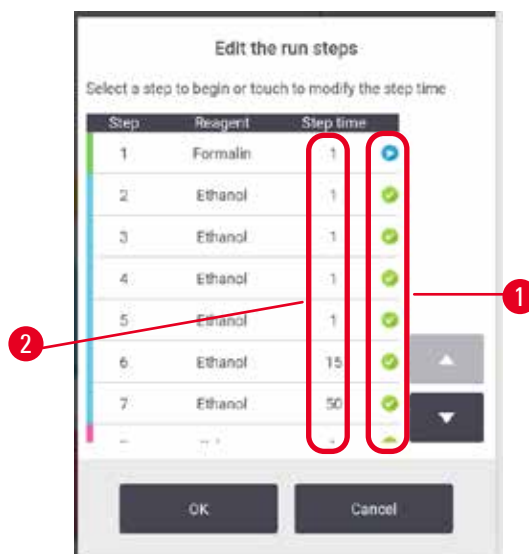 Edit the run steps
Select a step to begin or touch to modify the step time
Step Reagent Step time
1 Formalin 1
2 Ethanol 1
3 Ethanol 1
4 Ethanol 1
5 Ethanol 1
6 Ethanol 15
7 Ethanol 50
1
2
OK Cancel